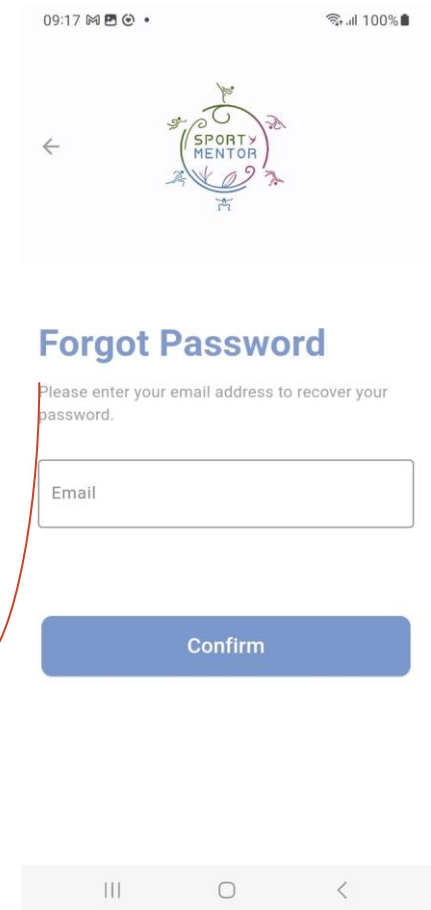 09:17
100%
SPORTY
MENTOR
Forgot Password
Please enter your email address to recover your
password.
Email
Confirm